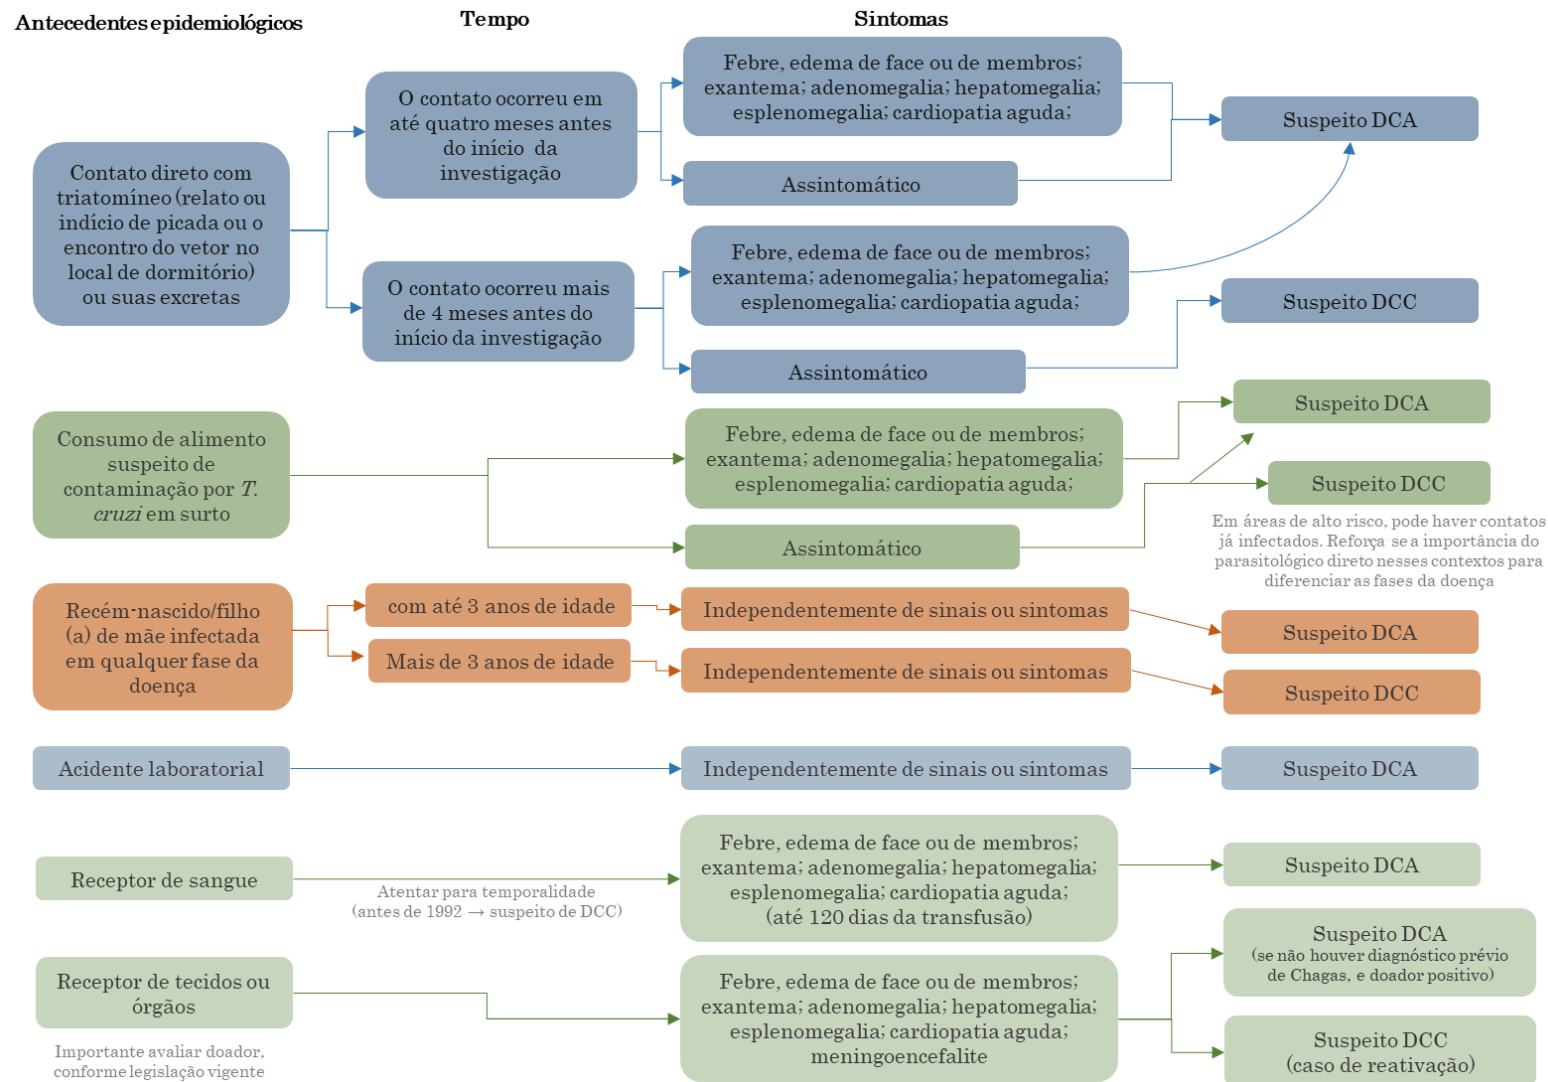 Antecedentes epidemiológicos
Tempo
Sintomas
Contato direto com
triatomíneo (relato ou
indício de picada ou o
encontro do vetor no
local de dormitório)
ou suas excretas
O contato ocorreu em
até quatro meses antes
do início da
investigação
Febre, edema de face ou de membros;
exantema; adenomegalia; hepatomegalia;
esplenomegalia; cardiopatia aguda;
Assintomático
Suspeito DCA
O contato ocorreu mais
de 4 meses antes do
início da investigação
Febre, edema de face ou de membros;
exantema; adenomegalia; hepatomegalia;
esplenomegalia; cardiopatia aguda;
Assintomático
Suspeito DCC
Consumo de alimento
suspeito de
contaminação por T.
cruzi em surto
Febre, edema de face ou de membros;
exantema; adenomegalia; hepatomegalia;
esplenomegalia; cardiopatia aguda;
Assintomático
Suspeito DCA
Suspeito DCC
Em áreas de alto risco, pode haver contatos
já infectados. Reforça se a importância do
parasitológico direto nesses contextos para
diferenciar as fases da doença
Recém-nascido/filho
(a) de mãe infectada
em qualquer fase da
doença
com até 3 anos de idade
Independentemente de sinais ou sintomas
Suspeito DCA
Mais de 3 anos de idade
Independentemente de sinais ou sintomas
Suspeito DCC
Acidente laboratorial
Independentemente de sinais ou sintomas
Suspeito DCA
Receptor de sangue
Atentar para temporalidade
(antes de 1992 → suspeito de DCC)
Febre, edema de face ou de membros;
exantema; adenomegalia; hepatomegalia;
esplenomegalia; cardiopatia aguda;
(até 120 dias da transfusão)
Suspeito DCA
Receptor de tecidos ou
órgãos
Importante avaliar doador,
conforme legislação vigente
Febre, edema de face ou de membros;
exantema; adenomegalia; hepatomegalia;
esplenomegalia; cardiopatia aguda;
meningoencefalite
Suspeito DCA
(se não houver diagnóstico prévio
de Chagas, e doador positivo)
Suspeito DCC
(caso de reativação)